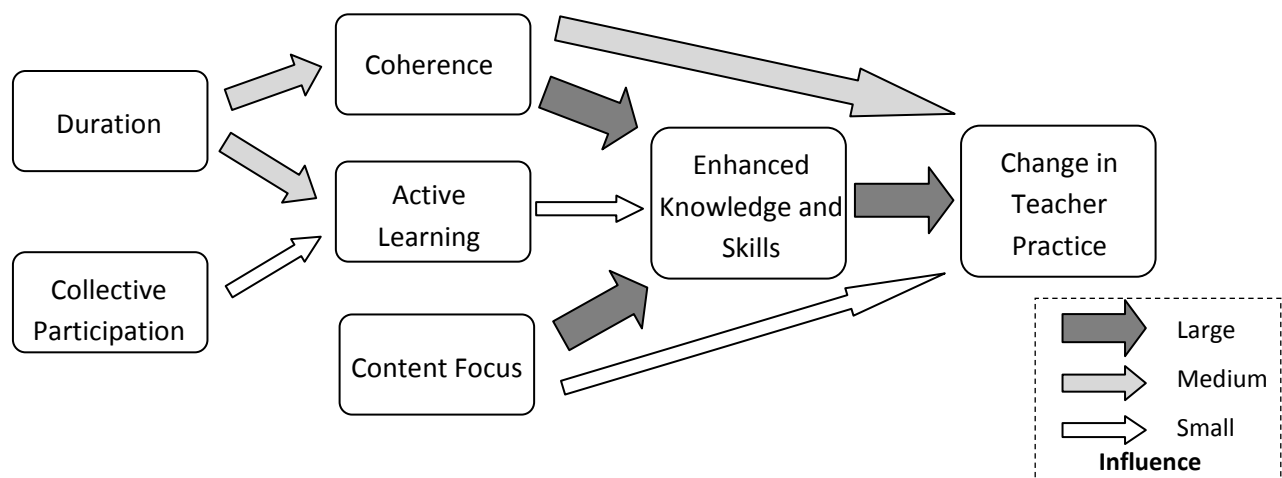 Duration
Collective
Participation
Coherence
Active
Learning
Content Focus
Enhanced
Knowledge and
Skills
Change in
Teacher
Practice
Large
Medium
Small
Influence